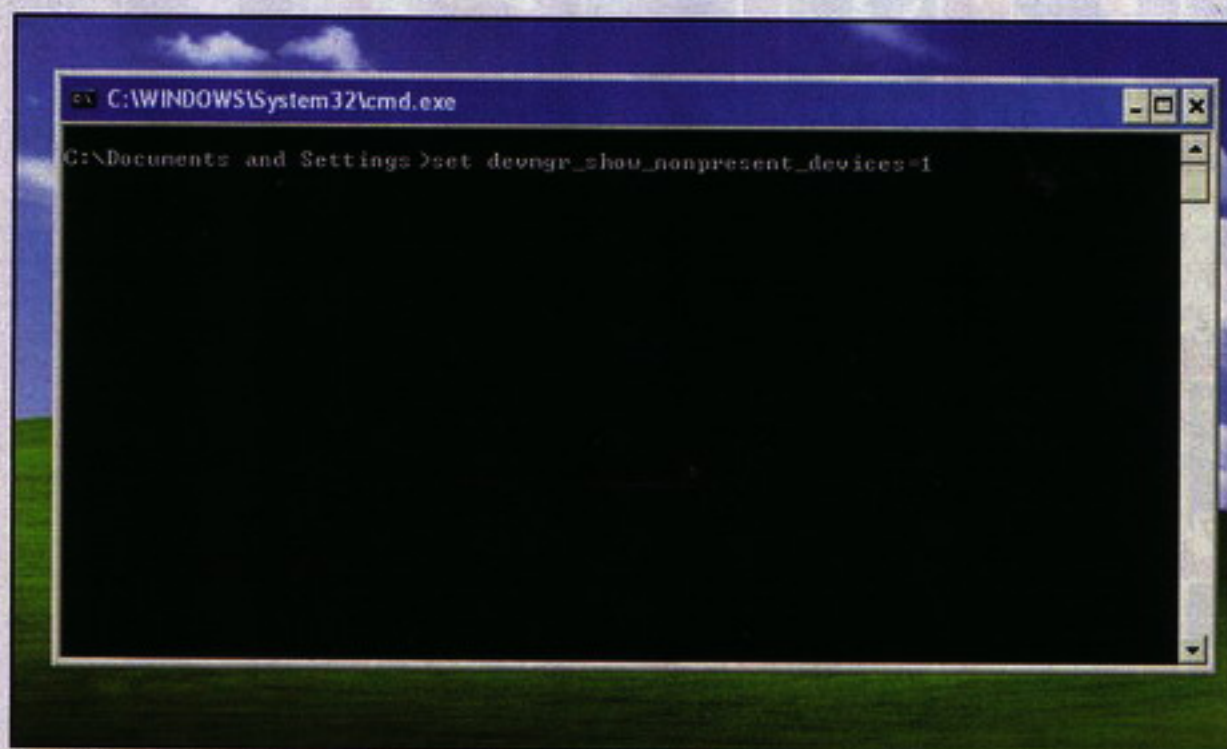 C:\WINDOWS\System32\cmd.exe
C:\Documents and Settings>set devmgr_show_nonpresent_devices=1